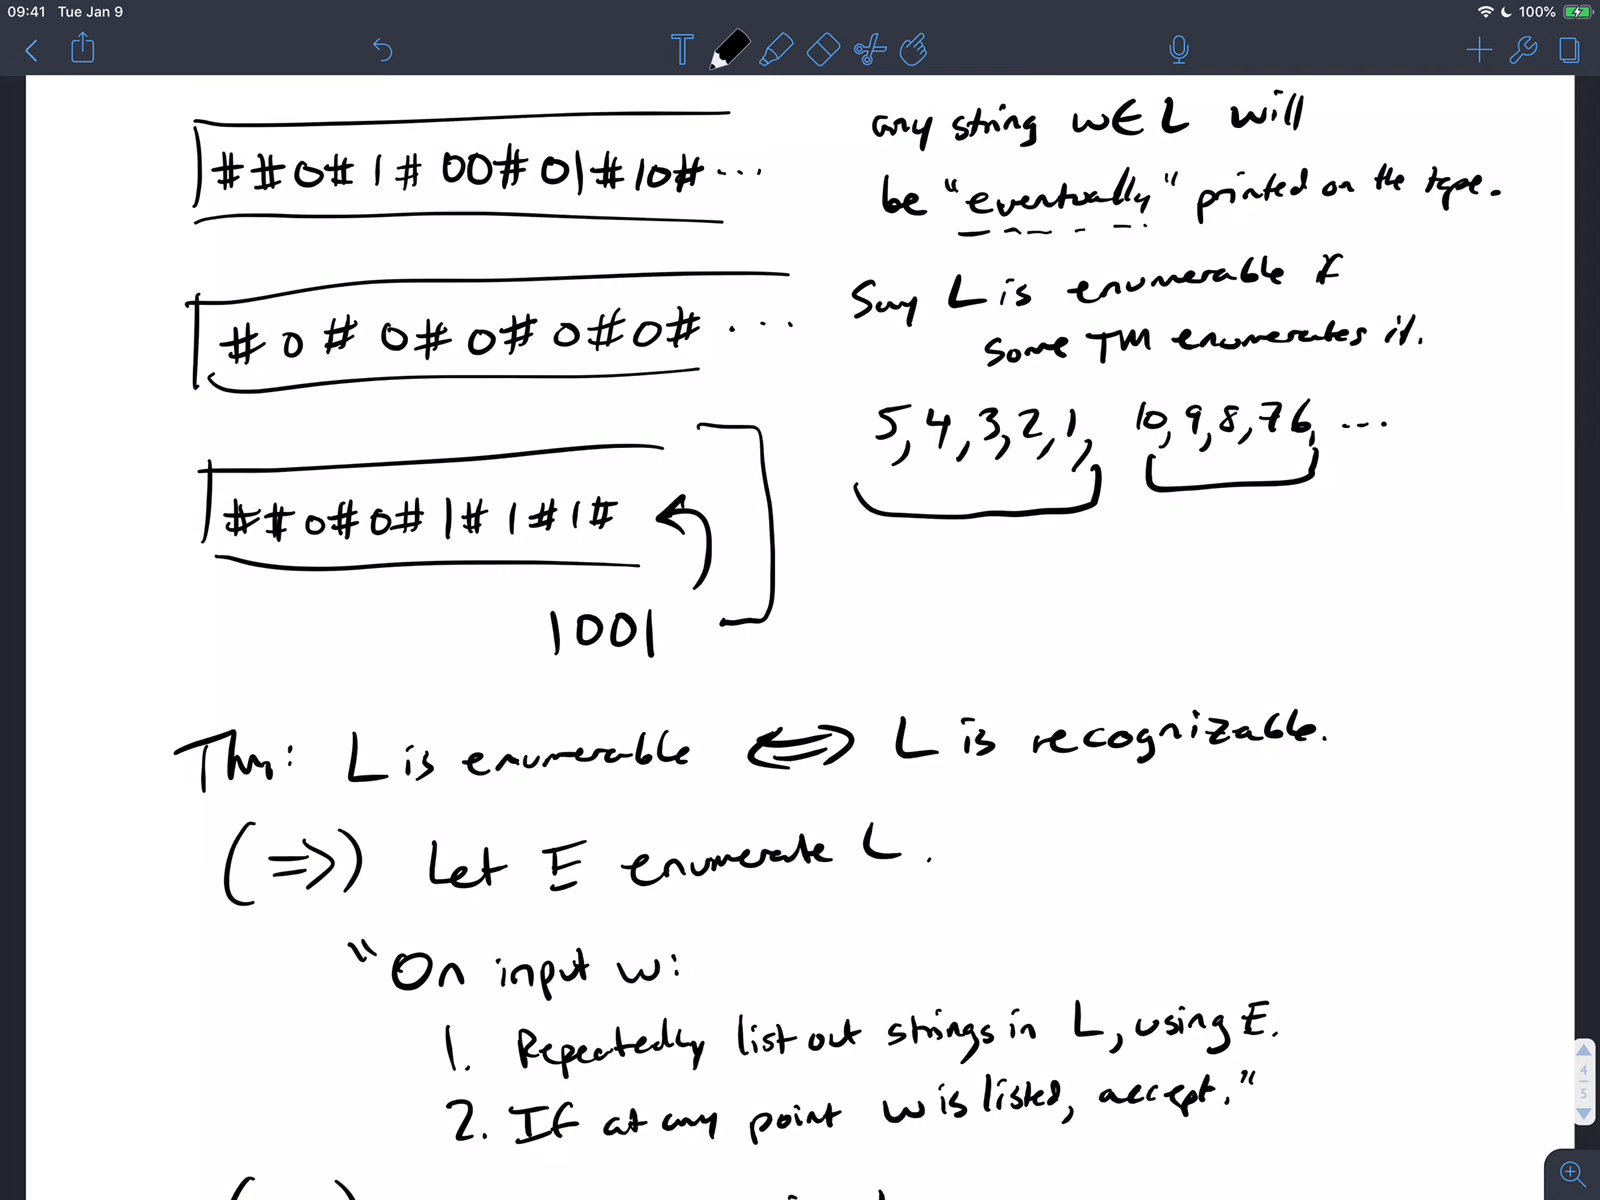 09:41 Tue Jan 9
100%
T
##0#1#00#01#10#...
any string w∈L will
be "eventually" printed on the tape.
#0#0#0#0#0#...
Say L is enumerable if
some TM enumerates it.
5,4,3,2,1, 10,9,8,76, ...
##0#0#1#1#1#
1001
Thm: L is enumerable ⟺ L is recognizable.
(⇒) Let E enumerate L.
"On input w:
1. Repeatedly list out strings in L, using E.
2. If at any point w is listed, accept."
4
5